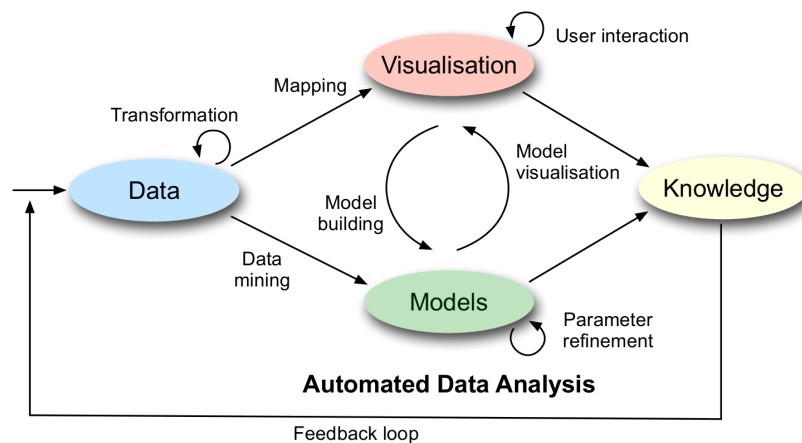 User interaction
Visualisation
Mapping
Transformation
Model
visualisation
Data
Knowledge
Model
building
Data
mining
Models
Parameter
refinement
Automated Data Analysis
Feedback loop